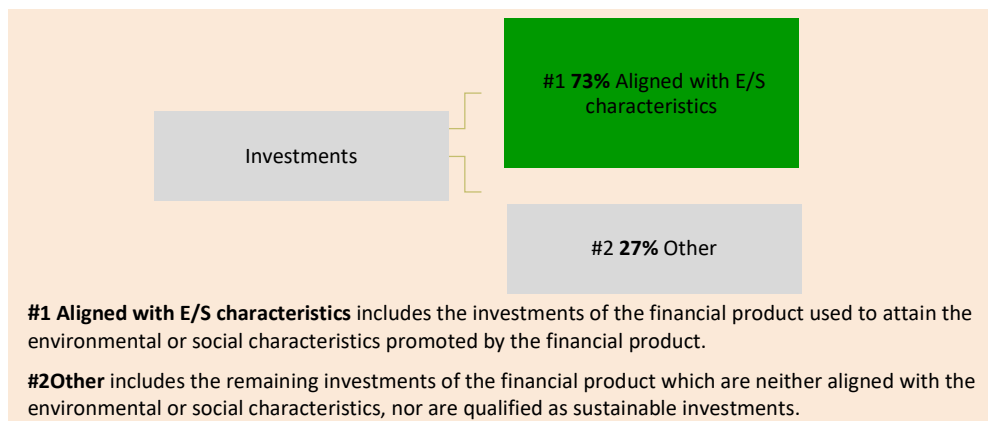 #1 73% Aligned with E/S
characteristics
Investments
#2 27% Other
#1 Aligned with E/S characteristics includes the investments of the financial product used to attain the
environmental or social characteristics promoted by the financial product.
#2Other includes the remaining investments of the financial product which are neither aligned with the
environmental or social characteristics, nor are qualified as sustainable investments.